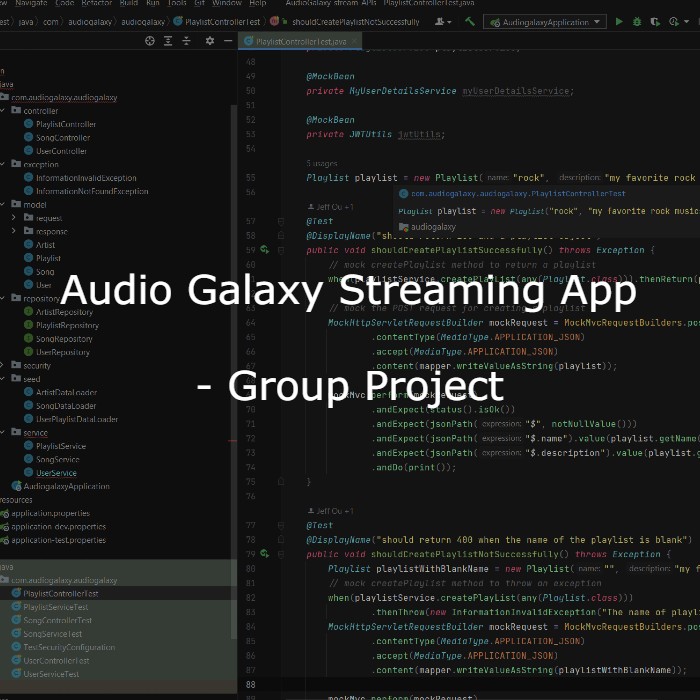 New Navigate Code Refactor Build Run Tools Git Window Help AudioGalaxy stream APIs PlaylistControllerTest.java
java com audiogalaxy audiogalaxy PlaylistControllerTest shouldCreatePlaylistNotSuccessfully AudiogalaxyApplication
PlaylistControllerTest.java
java
com.audiogalaxy.audiogalaxy
controller
PlaylistController
SongController
UserController
exception
InformationInvalidException
InformationNotFoundException
model
request
response
Artist
Playlist
Song
User
repository
ArtistRepository
PlaylistRepository
SongRepository
UserRepository
security
seed
ArtistDataLoader
SongDataLoader
UserPlaylistDataLoader
service
PlaylistService
SongService
UserService
AudiogalaxyApplication
resources
application.properties
application-dev.properties
application-test.properties
java
com.audiogalaxy.audiogalaxy
PlaylistControllerTest
PlaylistServiceTest
SongControllerTest
SongServiceTest
TestSecurityConfiguration
UserControllerTest
UserServiceTest
48
49 @MockBean
50 private MyUserDetailsService myUserDetailsService;
51
52 @MockBean
53 private JWTUtils jwtUtils;
54
5 usages
55 Playlist playlist = new Playlist( name: "rock", description: "my favorite rock
56
com.audiogalaxy.audiogalaxy.PlaylistControllerTest
Playlist playlist = new Playlist("rock", "my favorite rock music
audiogalaxy
Jeff Ou +1
57 @Test
58 @DisplayName("should
59 public void shouldCreatePlaylistSuccessfully() throws Exception {
60 // mock createPlaylist method to return a playlist
when(playlistService.createPlayList(any(Playlist.class))).thenReturn(p
Audio Galaxy Streaming App
// mock the POST request for creating playlist
64 MockHttpServletRequestBuilder mockRequest = MockMvcRequestBuilders.po
65 .contentType(MediaType.APPLICATION_JSON)
66 .accept(MediaType.APPLICATION_JSON)
67 .content(mapper.writeValueAsString(playlist));
- Group Project
70 .andExpect(status().isOk())
71 .andExpect(jsonPath( expression: "$", notNullValue()))
72 .andExpect(jsonPath( expression: "$.name").value(playlist.getName(
73 .andExpect(jsonPath( expression: "$.description").value(playlist.g
74 .andDo(print());
75 }
76
Jeff Ou +1
77 @Test
78 @DisplayName("should return 400 when the name of the playlist is blank")
79 public void shouldCreatePlaylistNotSuccessfully() throws Exception {
80 Playlist playlistWithBlankName = new Playlist( name: "", description: "my f
81 // mock createPlaylist method to throw an exception
82 when(playlistService.createPlayList(any(Playlist.class)))
83 .thenThrow(new InformationInvalidException("The name of playli
84 MockHttpServletRequestBuilder mockRequest = MockMvcRequestBuilders.po
85 .contentType(MediaType.APPLICATION_JSON)
86 .accept(MediaType.APPLICATION_JSON)
87 .content(mapper.writeValueAsString(playlistWithBlankName));
88
89 mockMvc.perform(mockRequest)